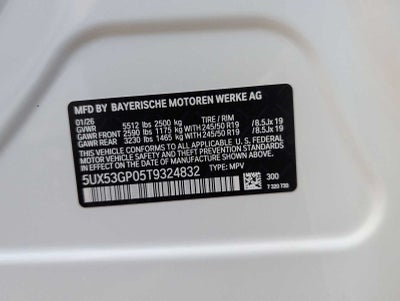 MFD BY BAYERISCHE MOTOREN WERKE AG
01/26 TIRE / RIM
GVWR 5512 lbs 2500 kg
GAWR FRONT 2590 lbs 1175 kg WITH 245/50 R19 / 8.5Jx 19
GAWR REAR 3230 lbs 1465 kg WITH 245/50 R19 / 8.5Jx 19
THIS VEHICLE CONFORMS TO ALL APPLICABLE U.S. FEDERAL
MOTOR VEHICLE SAFETY, BUMPER, AND THEFT PREVENTION
STANDARDS IN EFFECT ON THE DATE OF MANUFACTURE SHOWN ABOVE.
5UX53GP05T9324832 TYPE: MPV 300